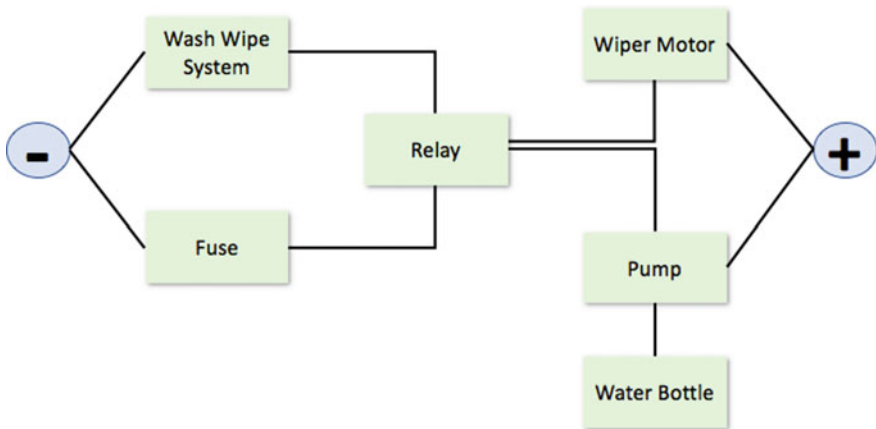 Wash Wipe
System
Wiper Motor
-
Relay
+
Fuse
Pump
Water Bottle